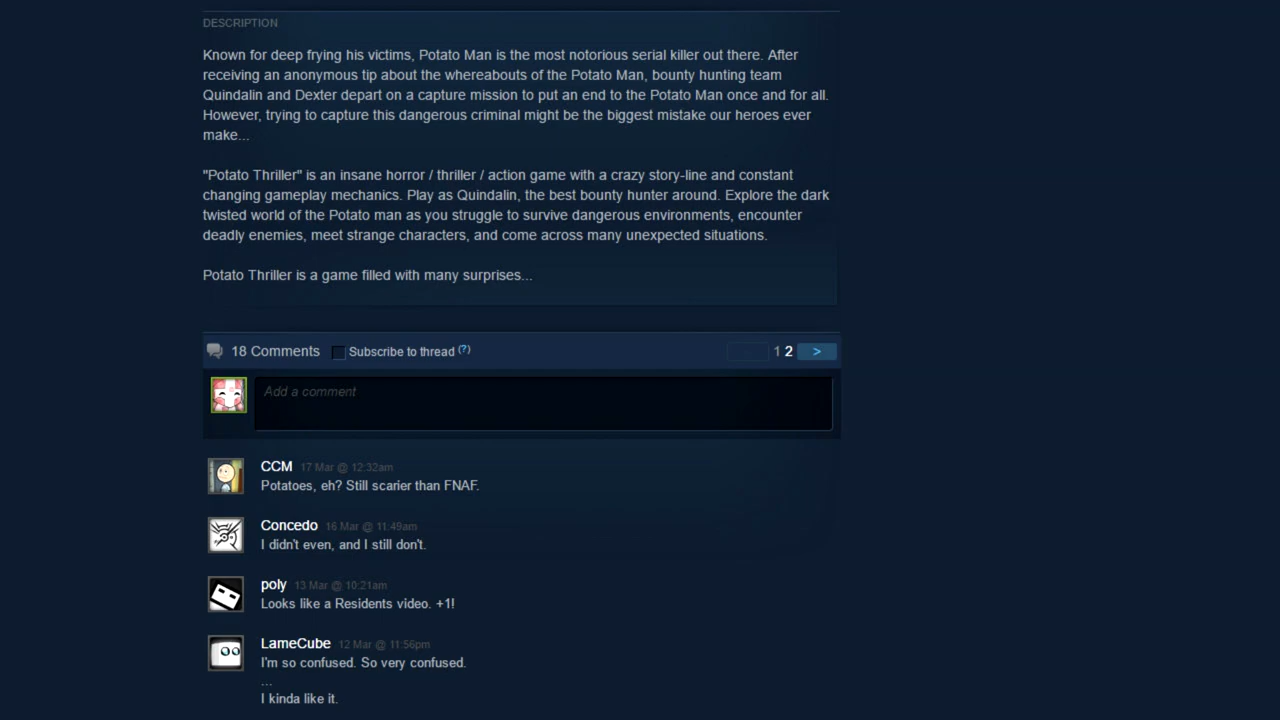 DESCRIPTION
Known for deep frying his victims, Potato Man is the most notorious serial killer out there. After
receiving an anonymous tip about the whereabouts of the Potato Man, bounty hunting team
Quindalin and Dexter depart on a capture mission to put an end to the Potato Man once and for all.
However, trying to capture this dangerous criminal might be the biggest mistake our heroes ever
make...
"Potato Thriller" is an insane horror / thriller / action game with a crazy story-line and constant
changing gameplay mechanics. Play as Quindalin, the best bounty hunter around. Explore the dark
twisted world of the Potato man as you struggle to survive dangerous environments, encounter
deadly enemies, meet strange characters, and come across many unexpected situations.
Potato Thriller is a game filled with many surprises...
18 Comments Subscribe to thread (?) 1 2 >
Add a comment
CCM 17 Mar @ 12:32am
Potatoes, eh? Still scarier than FNAF.
Concedo 16 Mar @ 11:49am
I didn't even, and I still don't.
poly 13 Mar @ 10:21am
Looks like a Residents video. +1!
LameCube 12 Mar @ 11:56pm
I'm so confused. So very confused.
...
I kinda like it.